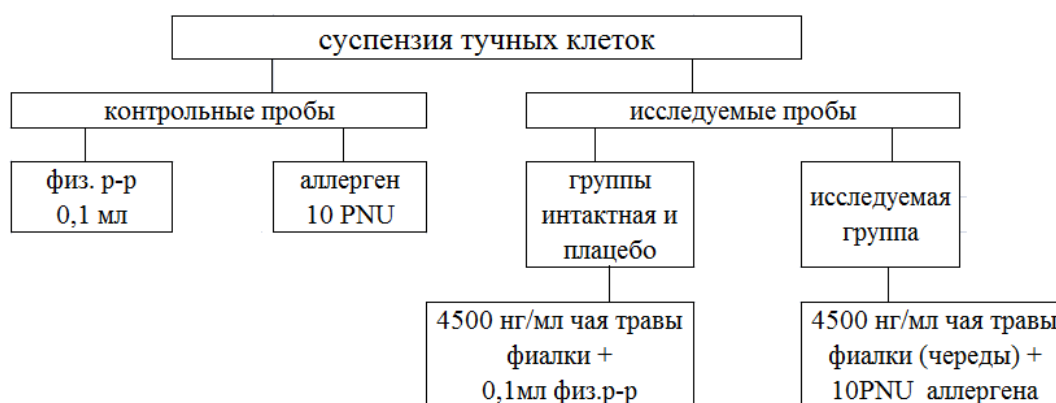 суспензия тучных клеток
контрольные пробы
исследуемые пробы
физ. р-р
0,1 мл
аллерген
10 PNU
группы
интактная и
плацебо
исследуемая
группа
4500 нг/мл чая травы
фиалки +
0,1мл физ.р-р
4500 нг/мл чая травы
фиалки (череды) +
10PNU аллергена